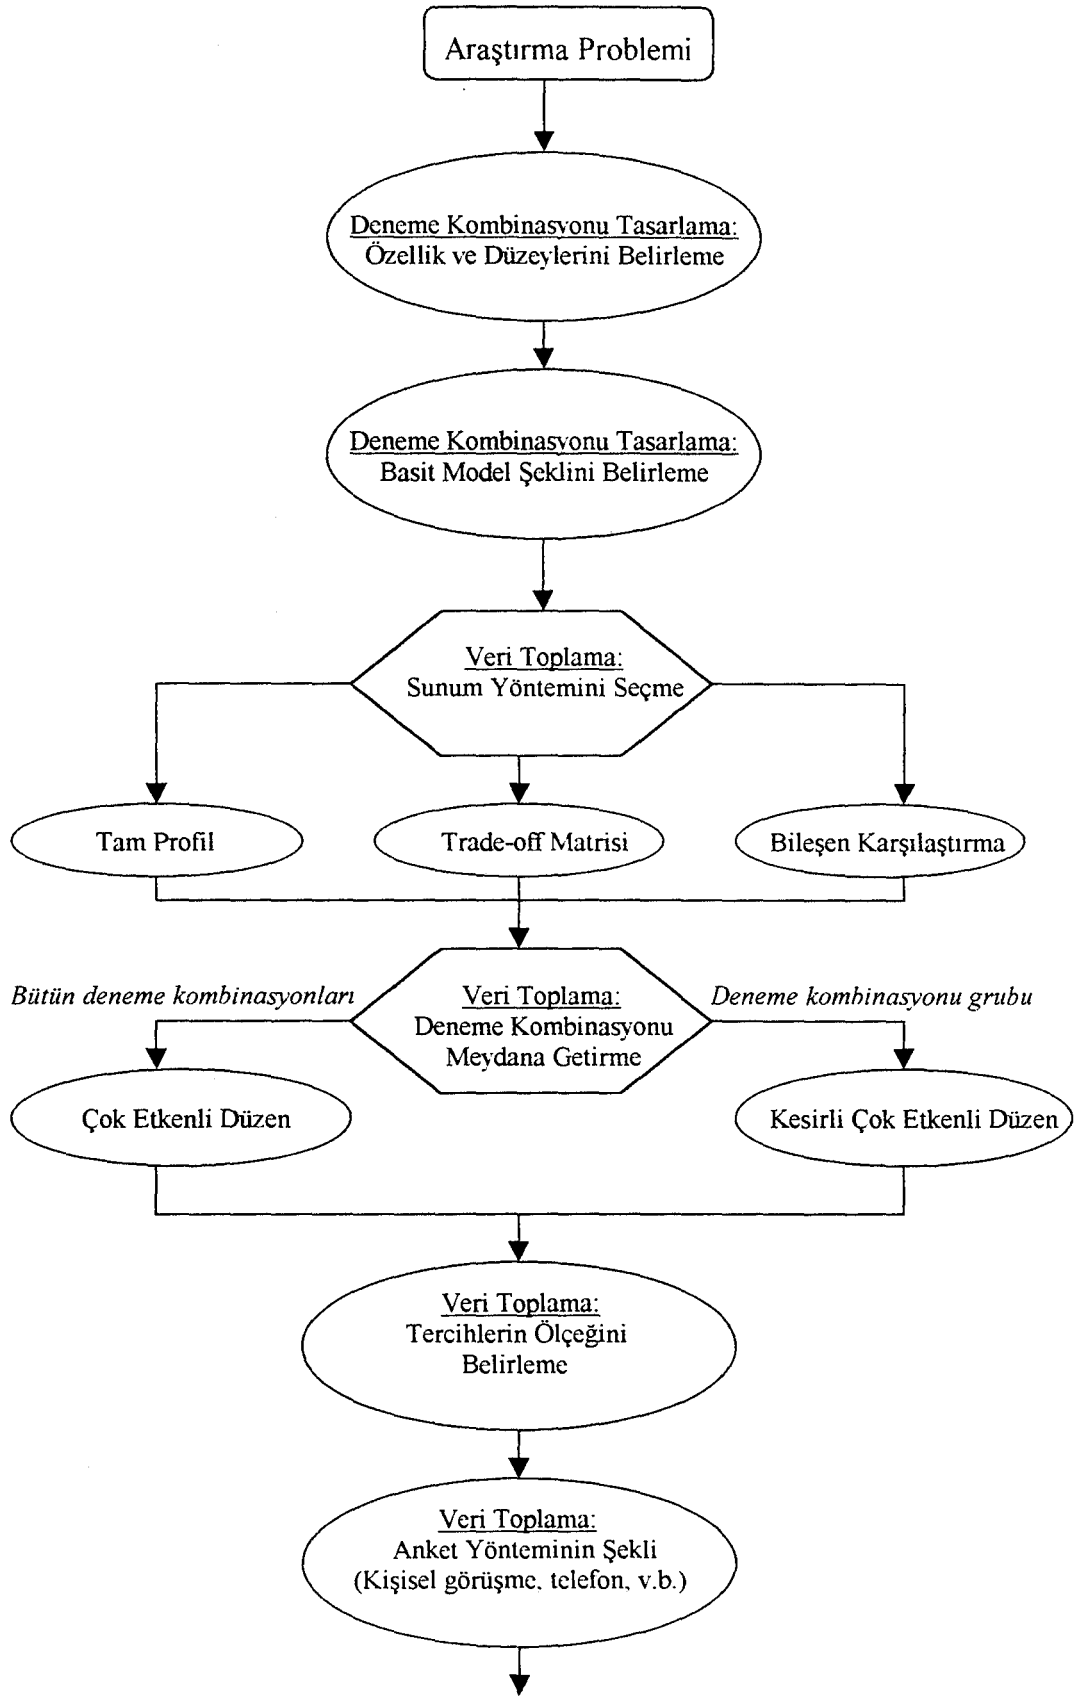 Araştırma Problemi
Deneme Kombinasyonu Tasarlama:
Özellik ve Düzeylerini Belirleme
Deneme Kombinasyonu Tasarlama:
Basit Model Şeklini Belirleme
Veri Toplama:
Sunum Yöntemini Seçme
Tam Profil
Trade-off Matrisi
Bileşen Karşılaştırma
Bütün deneme kombinasyonları
Veri Toplama:
Deneme Kombinasyonu
Meydana Getirme
Deneme kombinasyonu grubu
Çok Etkenli Düzen
Kesirli Çok Etkenli Düzen
Veri Toplama:
Tercihlerin Ölçeğini
Belirleme
Veri Toplama:
Anket Yönteminin Şekli
(Kişisel görüşme, telefon, v.b.)